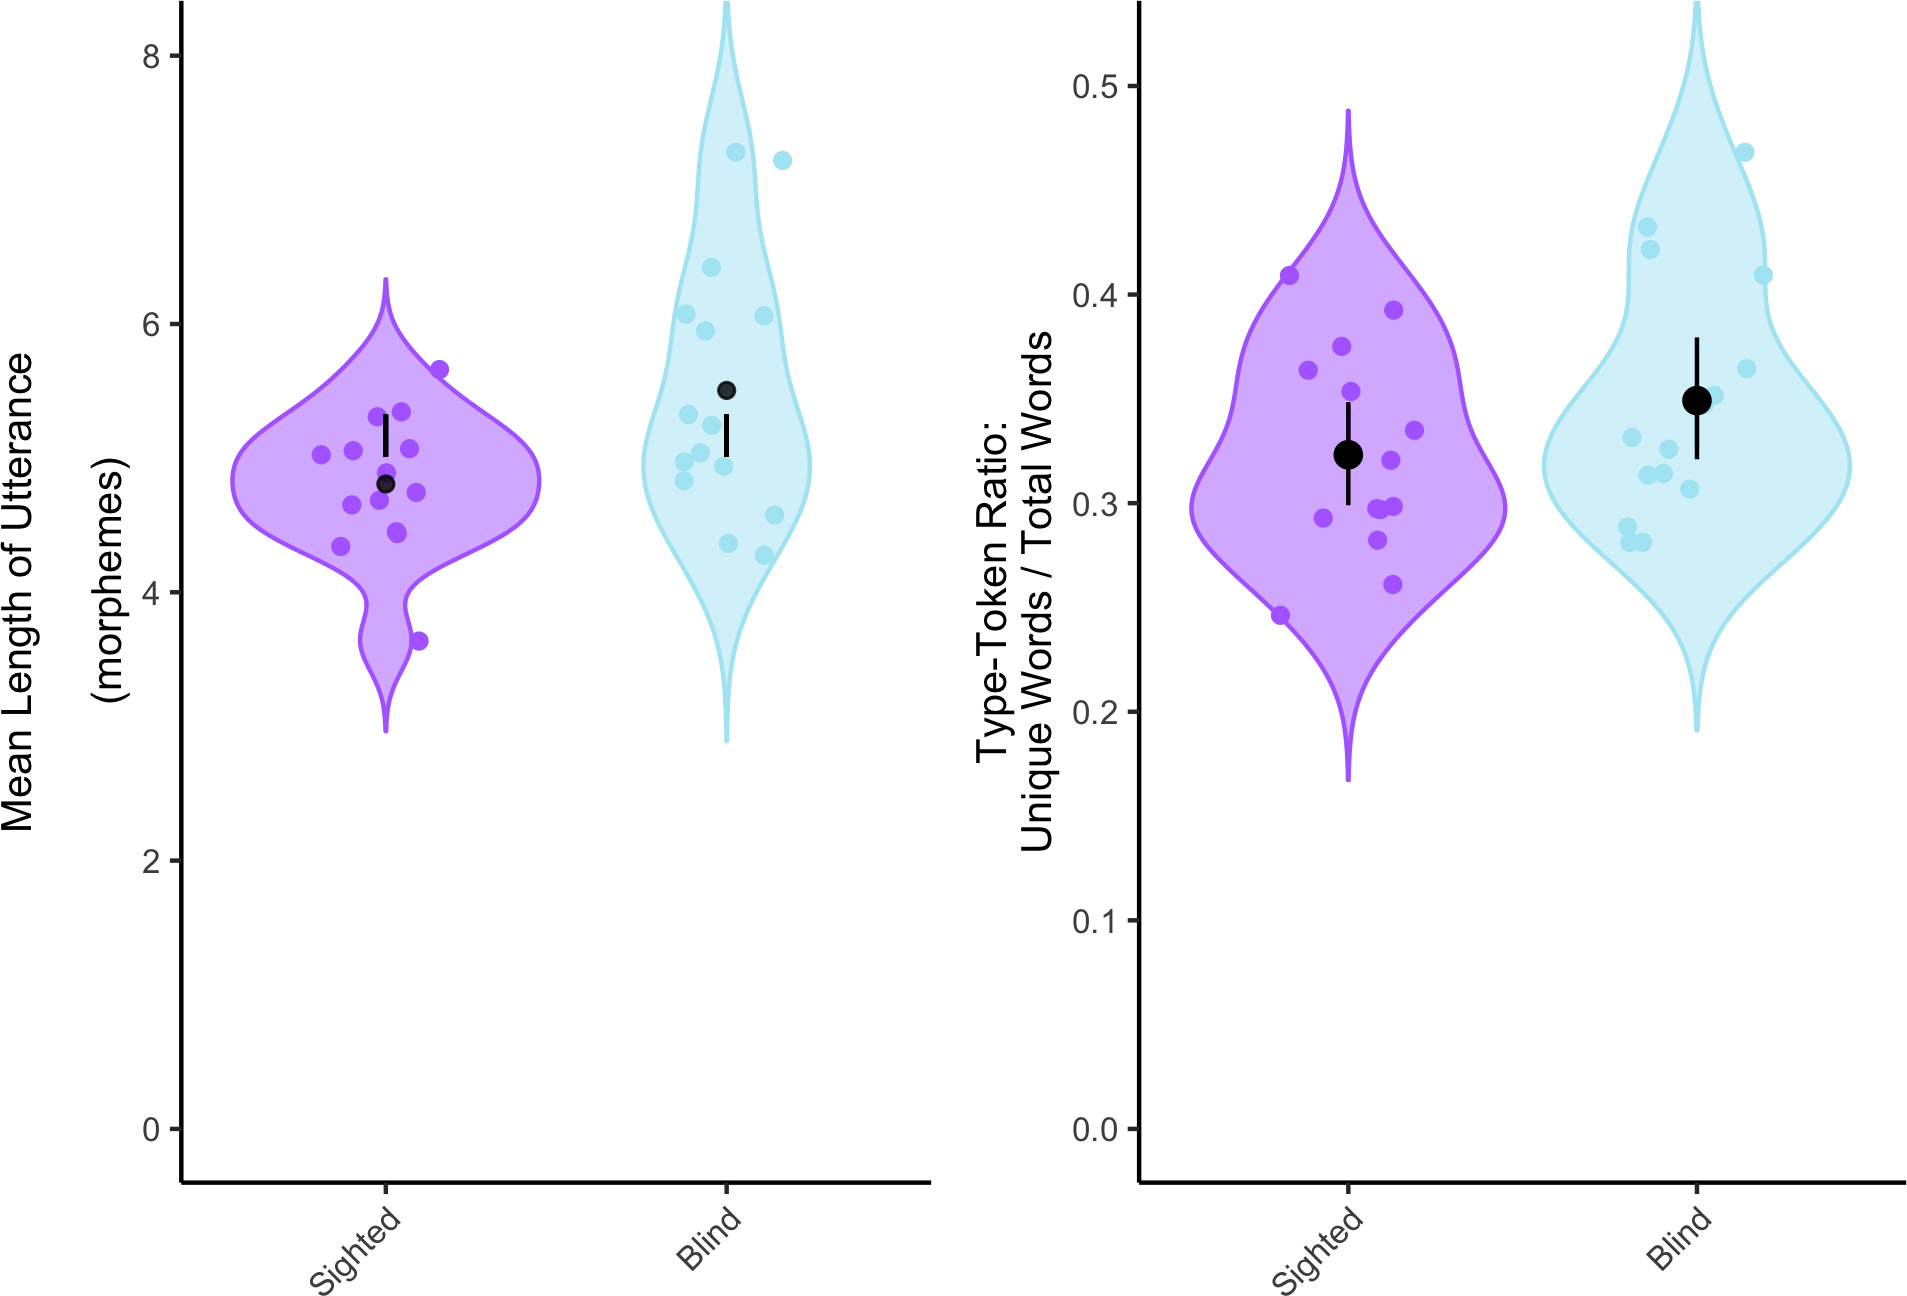 Mean Length of Utterance
(morphemes)
8
6
4
2
0
Sighted
Blind
Type-Token Ratio:
Unique Words / Total Words
0.5
0.4
0.3
0.2
0.1
0.0
Sighted
Blind